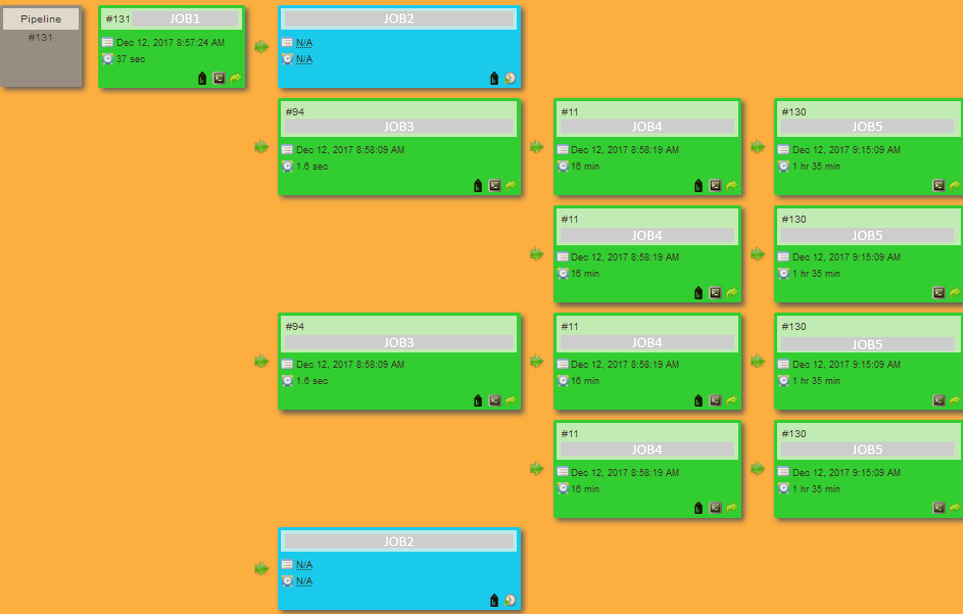 Pipeline
#131
#131 JOB1
Dec 12, 2017 8:57:24 AM
37 sec
JOB2
N/A
N/A
#94
JOB3
Dec 12, 2017 8:58:09 AM
1.6 sec
#11
JOB4
Dec 12, 2017 8:58:19 AM
16 min
#130
JOB5
Dec 12, 2017 9:15:09 AM
1 hr 35 min
#11
JOB4
Dec 12, 2017 8:58:19 AM
16 min
#130
JOB5
Dec 12, 2017 9:15:09 AM
1 hr 35 min
#94
JOB3
Dec 12, 2017 8:58:09 AM
1.6 sec
#11
JOB4
Dec 12, 2017 8:58:19 AM
16 min
#130
JOB5
Dec 12, 2017 9:15:09 AM
1 hr 35 min
#11
JOB4
Dec 12, 2017 8:58:19 AM
16 min
#130
JOB5
Dec 12, 2017 9:15:09 AM
1 hr 35 min
JOB2
N/A
N/A